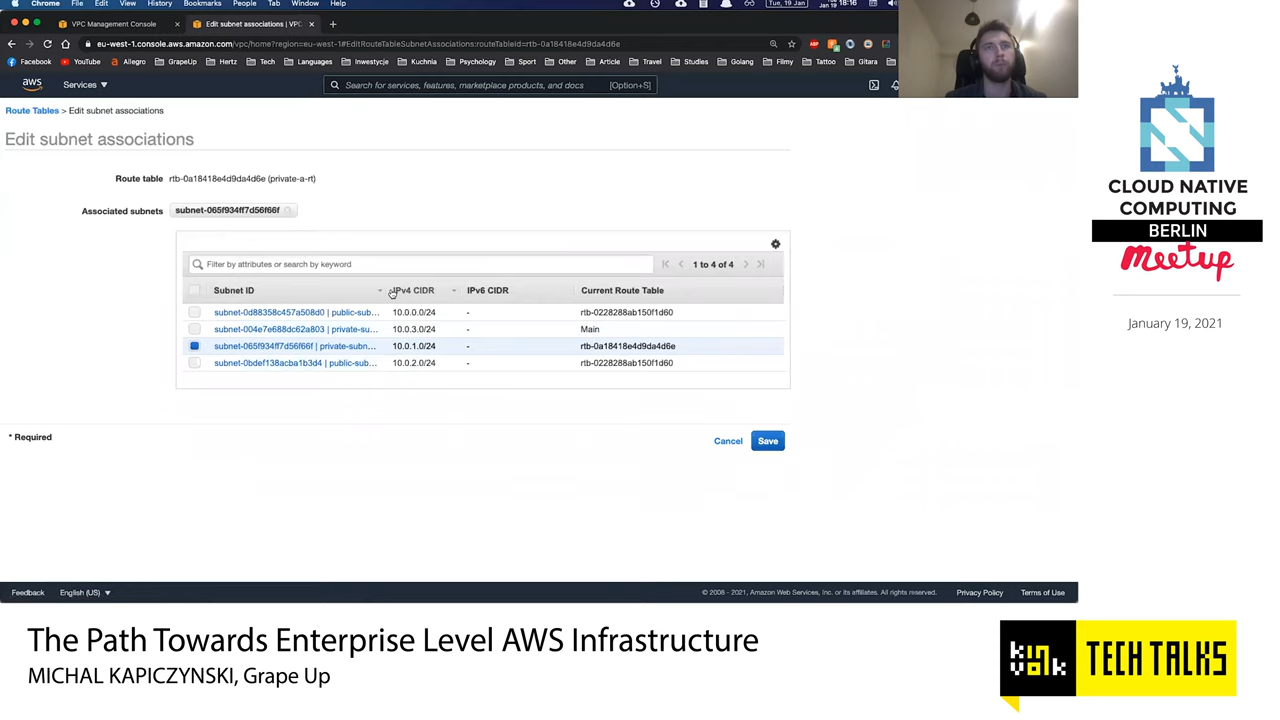 Chrome File Edit View History Bookmarks People Tab Window Help Tue, 19 Jan 18:16
VPC Management Console Edit subnet associations | VPC
eu-west-1.console.aws.amazon.com/vpc/home?region=eu-west-1#EditRouteTableSubnetAssociations:routeTableId=rtb-0a18418e4d9da4d6e
Facebook YouTube Allegro GrapeUp Hertz Tech Languages Inwestycje Kuchnia Psychology Sport Other Article Travel Studies Golang Filmy Tattoo Gitara
aws Services Search for services, features, marketplace products, and docs [Option+S]
Route Tables > Edit subnet associations
Edit subnet associations
Route table rtb-0a18418e4d9da4d6e (private-a-rt)
Associated subnets subnet-065f934ff7d56f66f
Filter by attributes or search by keyword 1 to 4 of 4
Subnet ID IPv4 CIDR IPv6 CIDR Current Route Table
subnet-0d88358c457a508d0 | public-sub... 10.0.0.0/24 - rtb-0228288ab150f1d60
subnet-004e7e688dc62a803 | private-su... 10.0.3.0/24 - Main
subnet-065f934ff7d56f66f | private-subn... 10.0.1.0/24 - rtb-0a18418e4d9da4d6e
subnet-0bdef138acba1b3d4 | public-sub... 10.0.2.0/24 - rtb-0228288ab150f1d60
* Required
Cancel Save
Feedback English (US) © 2008 - 2021, Amazon Web Services, Inc. or its affiliates. All rights reserved. Privacy Policy Terms of Use
CLOUD NATIVE
COMPUTING
BERLIN
meetup
January 19, 2021
The Path Towards Enterprise Level AWS Infrastructure
MICHAL KAPICZYNSKI, Grape Up
kinvolk TECH TALKS